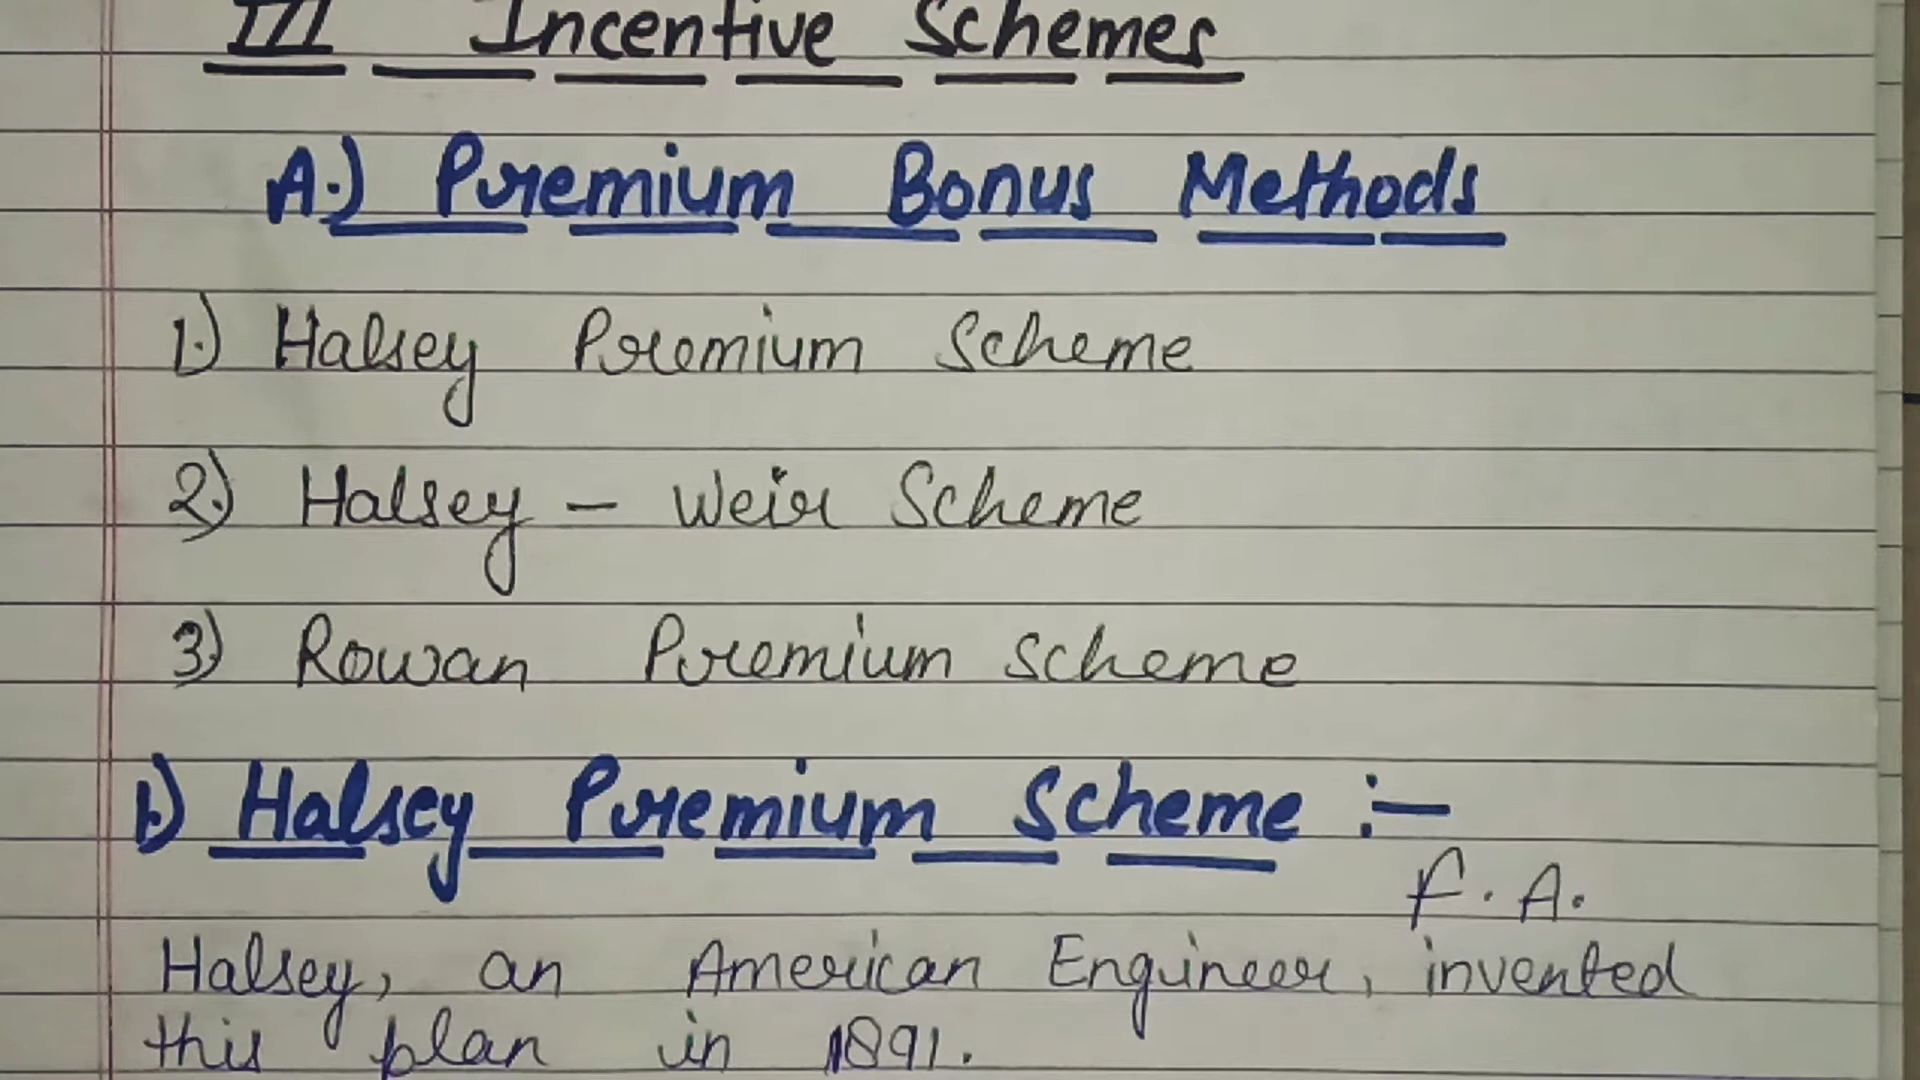 III Incentive Schemes
A.) Premium Bonus Methods
1.) Halsey Premium Scheme
2.) Halsey - Weir Scheme
3) Rowan Premium Scheme
1.) Halsey Premium Scheme :-
F. A.
Halsey, an American Engineer, invented
this plan in 1891.